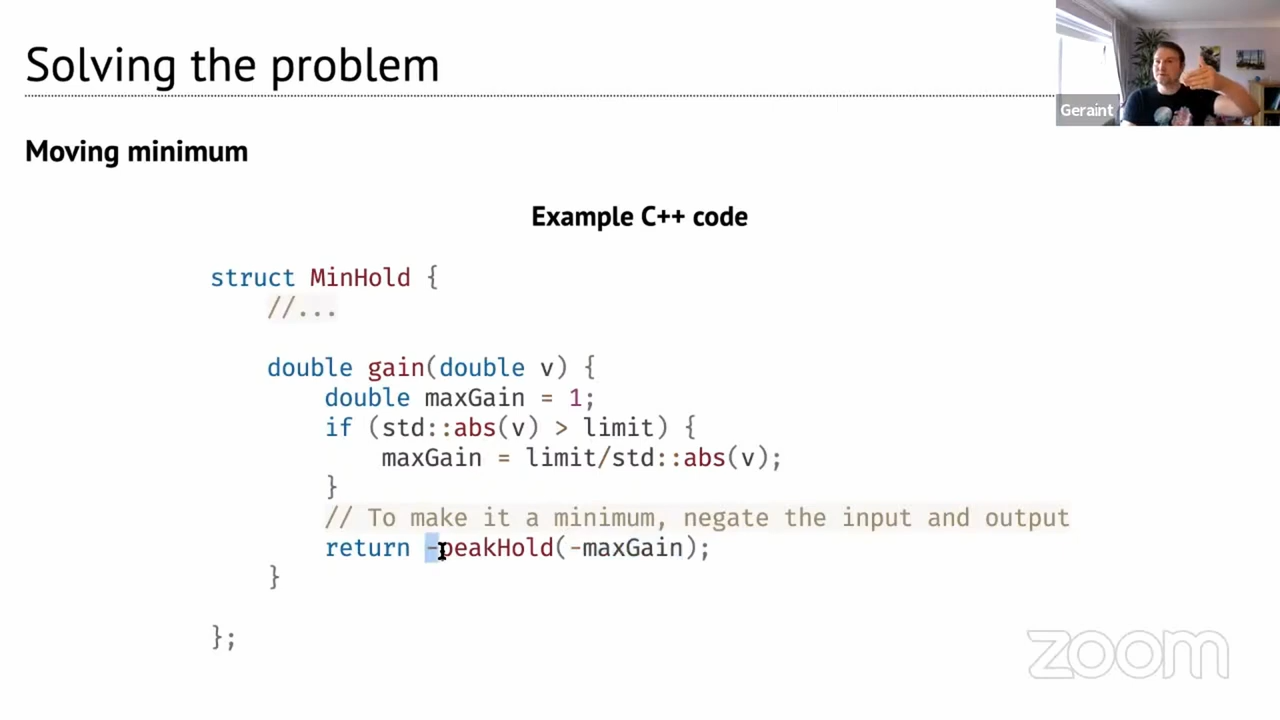 Solving the problem
Geraint
Moving minimum
Example C++ code
struct MinHold {
//...
double gain(double v) {
double maxGain = 1;
if (std::abs(v) > limit) {
maxGain = limit/std::abs(v);
}
// To make it a minimum, negate the input and output
return -peakHold(-maxGain);
}
};
zoom